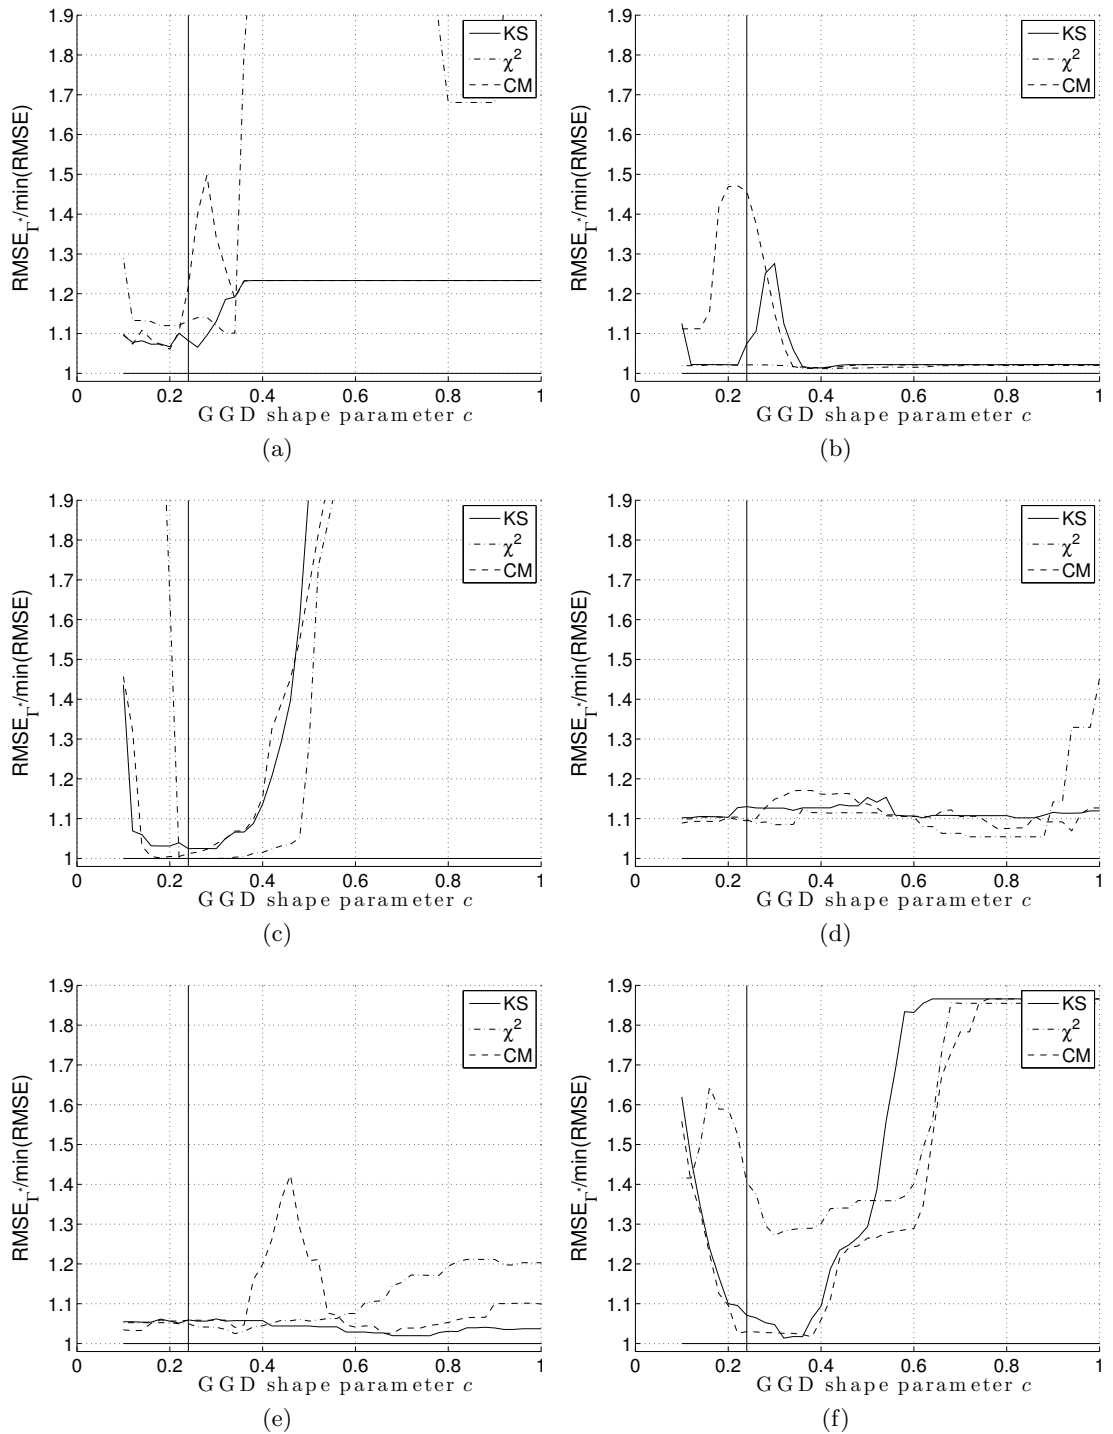 1.9
1.8
1.7
1.6
1.5
1.4
1.3
1.2
1.1
1
RMSE_Γ*/min(RMSE)
KS
χ²
CM
0 0.2 0.4 0.6 0.8 1
GGD shape parameter c
(a)
1.9
1.8
1.7
1.6
1.5
1.4
1.3
1.2
1.1
1
RMSE_Γ*/min(RMSE)
KS
χ²
CM
0 0.2 0.4 0.6 0.8 1
GGD shape parameter c
(b)
1.9
1.8
1.7
1.6
1.5
1.4
1.3
1.2
1.1
1
RMSE_Γ*/min(RMSE)
KS
χ²
CM
0 0.2 0.4 0.6 0.8 1
GGD shape parameter c
(c)
1.9
1.8
1.7
1.6
1.5
1.4
1.3
1.2
1.1
1
RMSE_Γ*/min(RMSE)
KS
χ²
CM
0 0.2 0.4 0.6 0.8 1
GGD shape parameter c
(d)
1.9
1.8
1.7
1.6
1.5
1.4
1.3
1.2
1.1
1
RMSE_Γ*/min(RMSE)
KS
χ²
CM
0 0.2 0.4 0.6 0.8 1
GGD shape parameter c
(e)
1.9
1.8
1.7
1.6
1.5
1.4
1.3
1.2
1.1
1
RMSE_Γ*/min(RMSE)
KS
χ²
CM
0 0.2 0.4 0.6 0.8 1
GGD shape parameter c
(f)